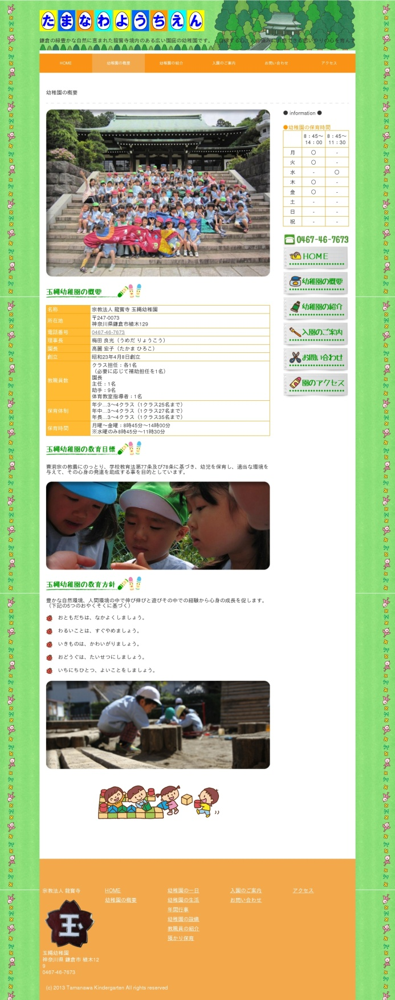 たまなわようちえん
鎌倉の緑豊かな自然に恵まれた龍寳寺境内のある広い園庭の幼稚園です。
HOME 幼稚園の概要 幼稚園の紹介 入園のご案内 お問い合わせ アクセス
幼稚園の概要
玉縄幼稚園の概要
名称 宗教法人 龍寳寺 玉縄幼稚園
所在地 〒247-0073
神奈川県鎌倉市植木129
電話番号 0467-46-7673
理事長 梅田 良光（うめだ りょうこう）
園長 高麗 宏子（たかま ひろこ）
創立 昭和23年4月8日創立
教職員数 クラス担任：各1名
（必要に応じて補助担任を1名）
園長
主任：1名
助手：9名
体育教室指導者：1名
保育体制 年少…3～4クラス（1クラス25名まで）
年中…3～4クラス（1クラス27名まで）
年長…3～4クラス（1クラス35名まで）
保育時間 月曜～金曜：8時45分～14時00分
※水曜のみ8時45分～11時30分
玉縄幼稚園の教育目標
曹洞宗の教義にのっとり、学校教育法第77条及び78条に基づき、幼児を保育し、適当な環境を
与えて、その心身の発達を助成する事を目的としています。
玉縄幼稚園の教育方針
豊かな自然環境、人間環境の中で伸び伸びと遊びその中での経験から心身の成長を促します。
（下記の5つのおやくそくに基づく）
おともだちは、なかよくしましょう。
わるいことは、すぐやめましょう。
いきものは、かわいがりましょう。
おどうぐは、たいせつにしましょう。
いちにちひとつ、よいことをしましょう。
● information ●
●幼稚園の保育時間
8：45～ 8：45～
14：00 11：30
月 〇 -
火 〇 -
水 - 〇
木 〇 -
金 〇 -
土 - -
日 - -
祝 - -
0467-46-7673
HOME
幼稚園の概要
幼稚園の紹介
入園のご案内
お問い合わせ
園のアクセス
宗教法人 龍寳寺
玉
玉縄幼稚園
神奈川県 鎌倉市 植木12
9
0467-46-7673
HOME
幼稚園の概要
幼稚園の一日
幼稚園の生活
年間行事
幼稚園の設備
教職員の紹介
預かり保育
入園のご案内
お問い合わせ
アクセス
(c) 2013 Tamanawa Kindergarten All rights reserved